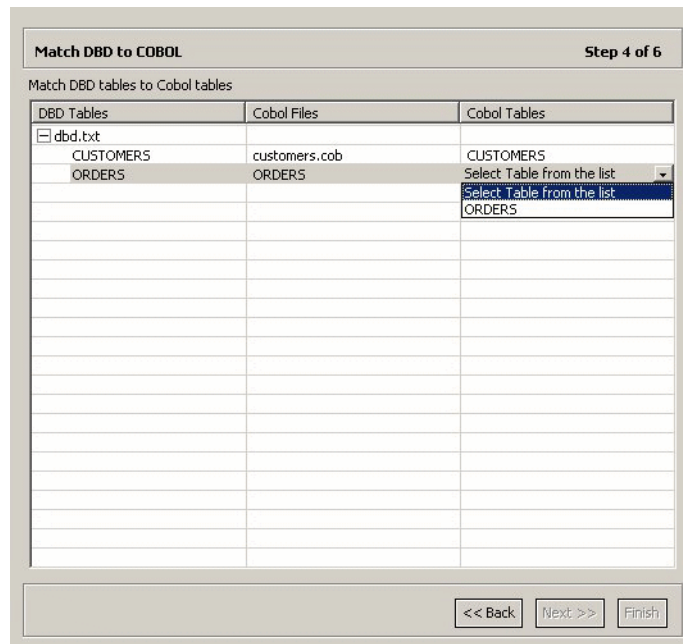 Match DBD to COBOL Step 4 of 6
Match DBD tables to Cobol tables
DBD Tables Cobol Files Cobol Tables
dbd.txt
CUSTOMERS customers.cob CUSTOMERS
ORDERS ORDERS Select Table from the list
Select Table from the list
ORDERS
<< Back Next >> Finish